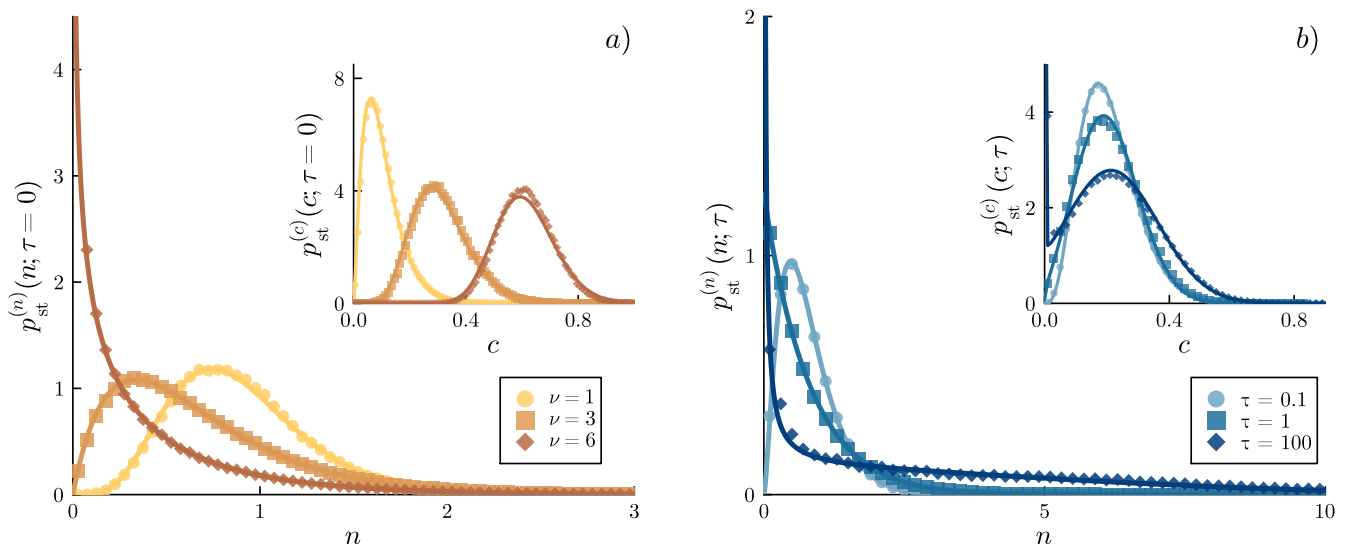 a)
4
3
2
1
0
0
1
2
3
n
p_st^(n)(n; τ = 0)
8
4
0
0.0
0.4
0.8
c
p_st^(c)(c; τ = 0)
ν = 1
ν = 3
ν = 6
b)
2
1
0
0
5
10
n
p_st^(n)(n; τ)
4
2
0
0.0
0.4
0.8
c
p_st^(c)(c; τ)
τ = 0.1
τ = 1
τ = 100